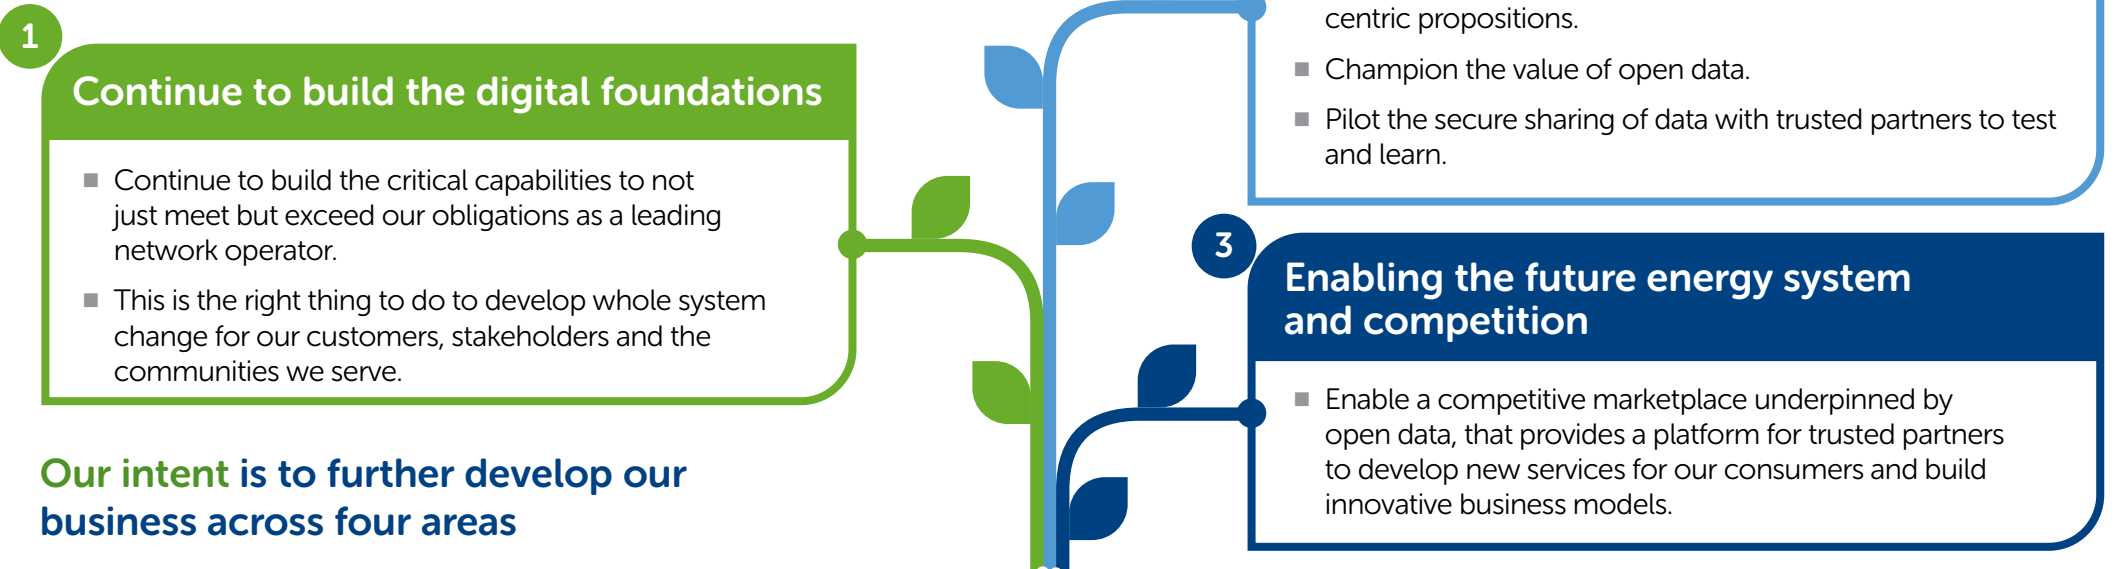 1
Continue to build the digital foundations
■ Continue to build the critical capabilities to not
just meet but exceed our obligations as a leading
network operator.
■ This is the right thing to do to develop whole system
change for our customers, stakeholders and the
communities we serve.
Our intent is to further develop our
business across four areas
centric propositions.
■ Champion the value of open data.
■ Pilot the secure sharing of data with trusted partners to test
and learn.
3
Enabling the future energy system
and competition
■ Enable a competitive marketplace underpinned by
open data, that provides a platform for trusted partners
to develop new services for our consumers and build
innovative business models.